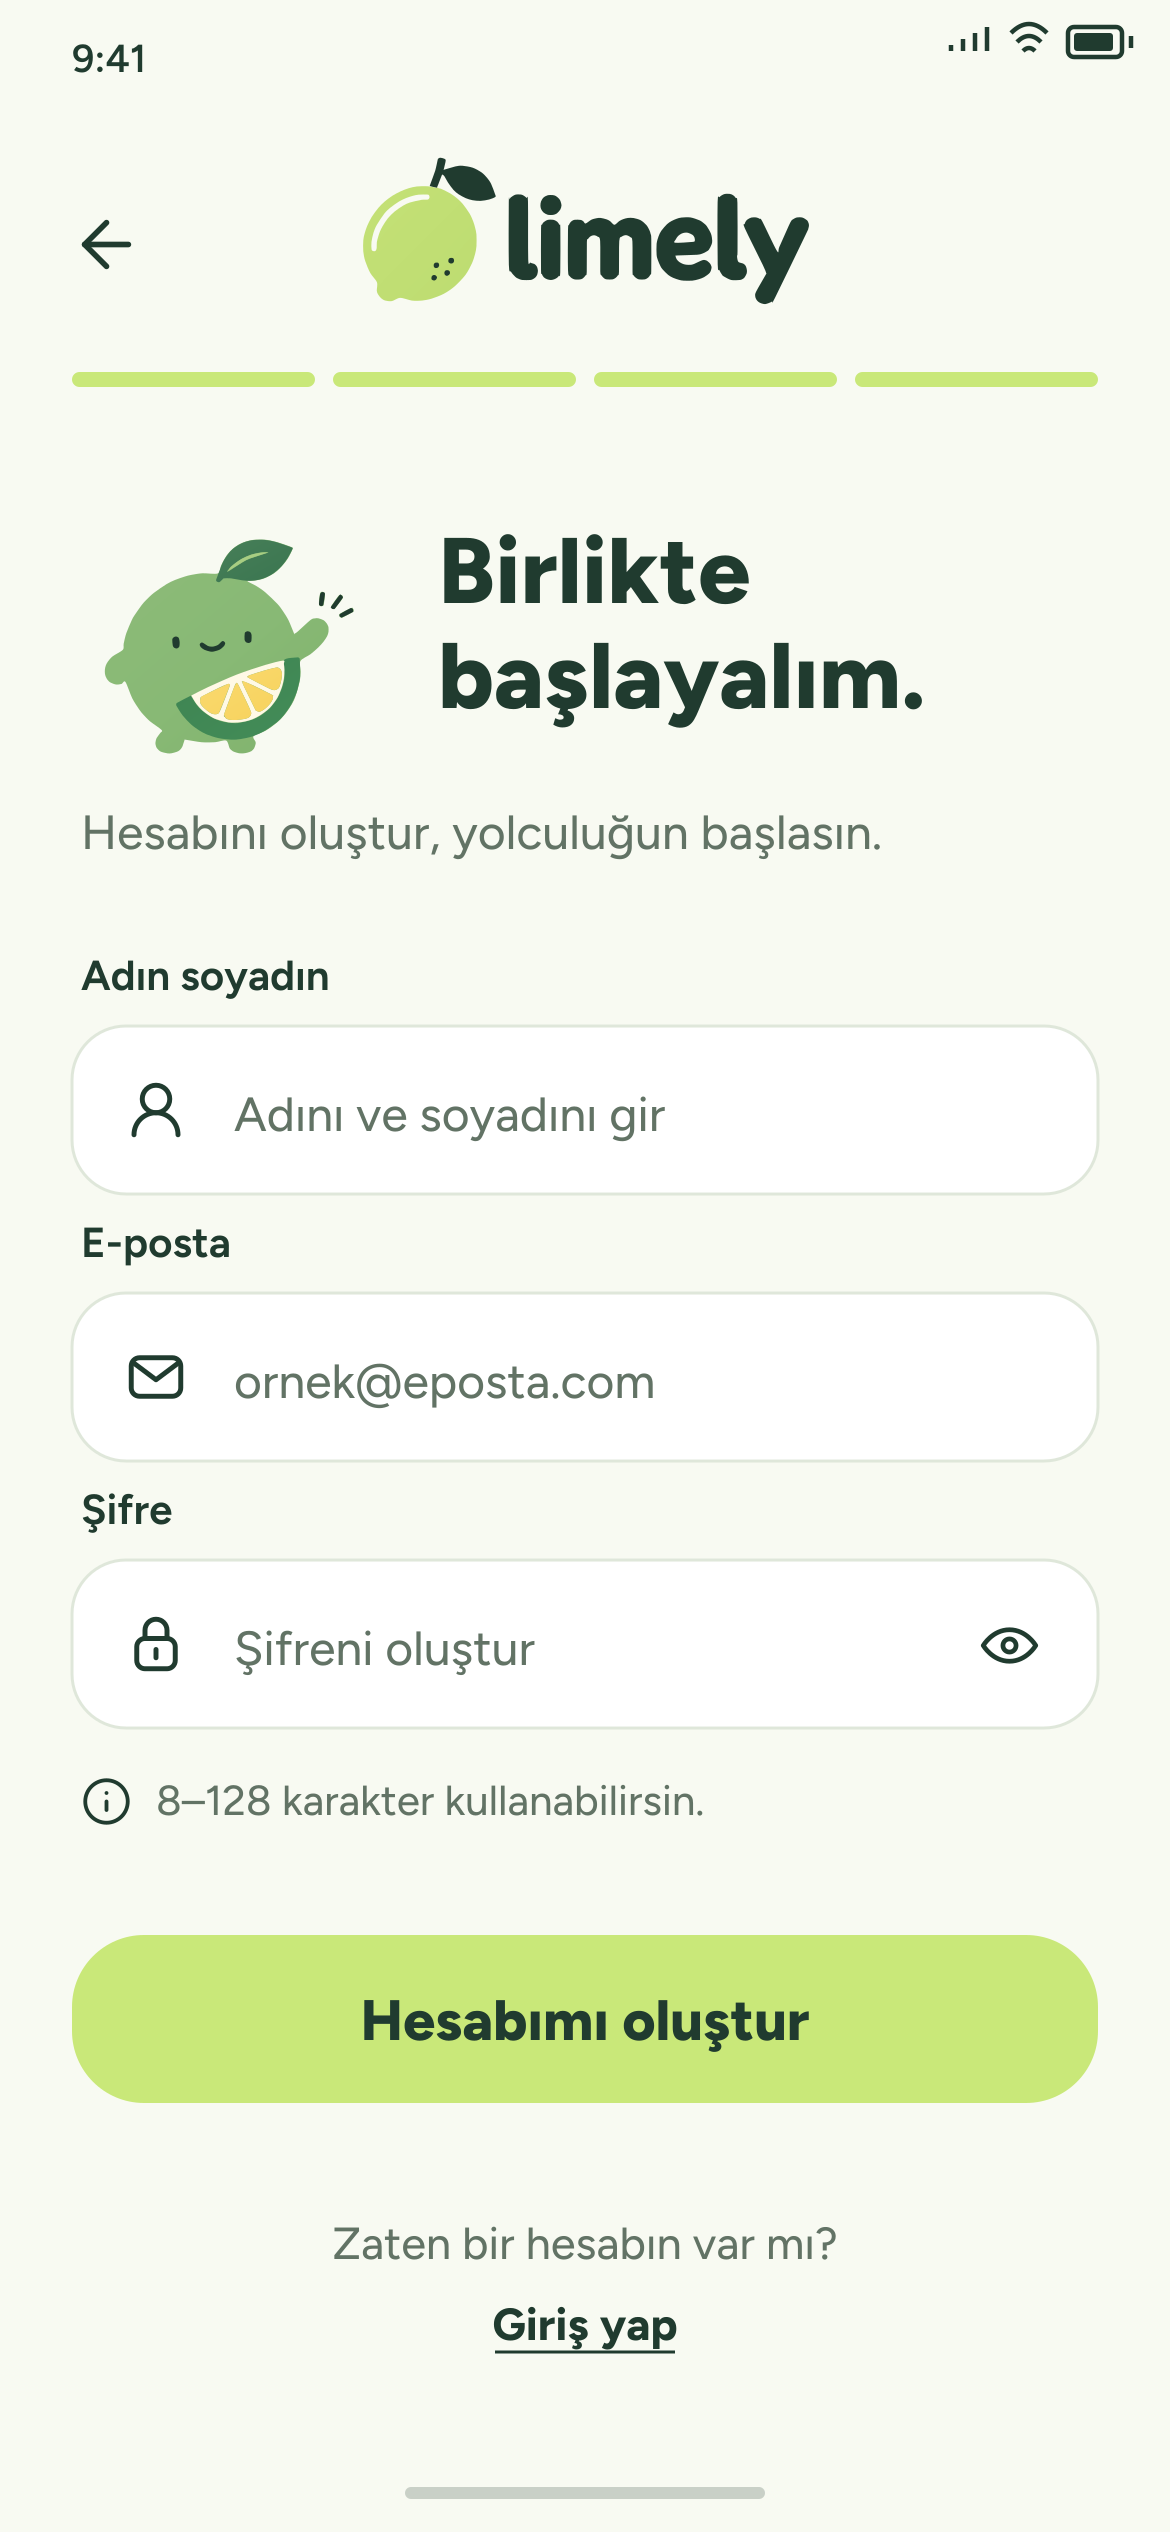 9:41
limely
Birlikte
başlayalım.
Hesabını oluştur, yolculuğun başlasın.
Adın soyadın
Adını ve soyadını gir
E-posta
ornek@eposta.com
Şifre
Şifreni oluştur
8–128 karakter kullanabilirsin.
Hesabımı oluştur
Zaten bir hesabın var mı?
Giriş yap